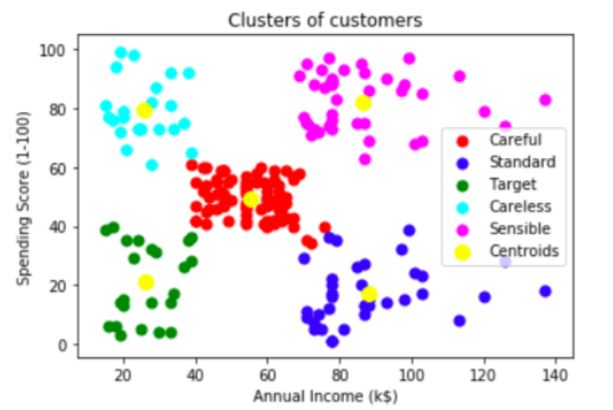 Clusters of customers
Spending Score (1-100)
100
80
60
40
20
0
Careful
Standard
Target
Careless
Sensible
Centroids
20 40 60 80 100 120 140
Annual Income (k$)